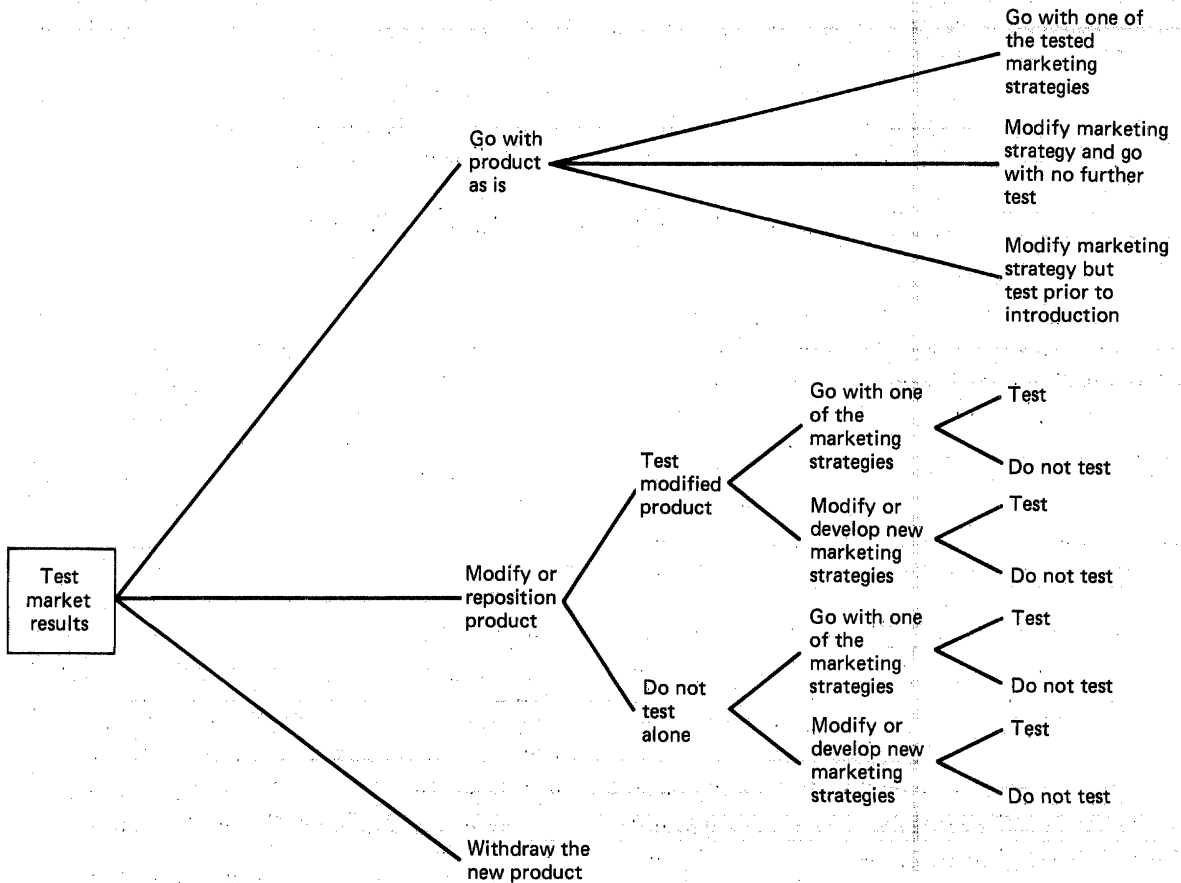 Go with one of
the tested
marketing
strategies
Go with
product
as is
Modify marketing
strategy and go
with no further
test
Modify marketing
strategy but
test prior to
introduction
Test
market
results
Modify or
reposition
product
Test
modified
product
Go with one
of the
marketing
strategies
Test
Do not test
Modify or
develop new
marketing
strategies
Test
Do not test
Do not
test
alone
Go with one
of the
marketing
strategies
Test
Do not test
Modify or
develop new
marketing
strategies
Test
Do not test
Withdraw the
new product